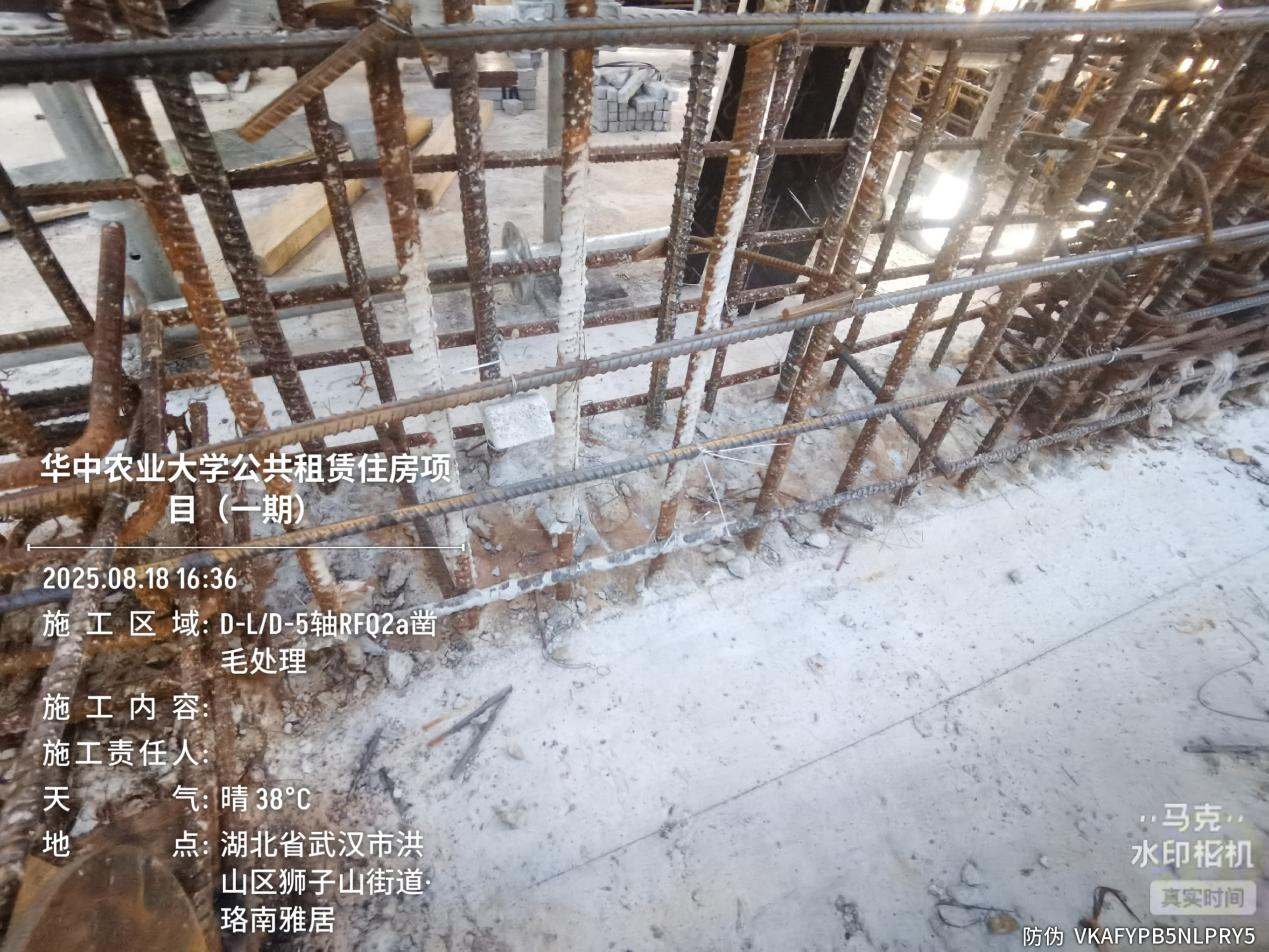 华中农业大学公共租赁住房项
目（一期）
2025.08.18 16:36
施工区域: D-L/D-5轴RFQ2a凿
毛处理
施工内容:
施工责任人:
天气: 晴 38°C
地点: 湖北省武汉市洪
山区狮子山街道·
珞南雅居
马克
水印相机
真实时间
防伪 VKAFYPB5NLPRY5